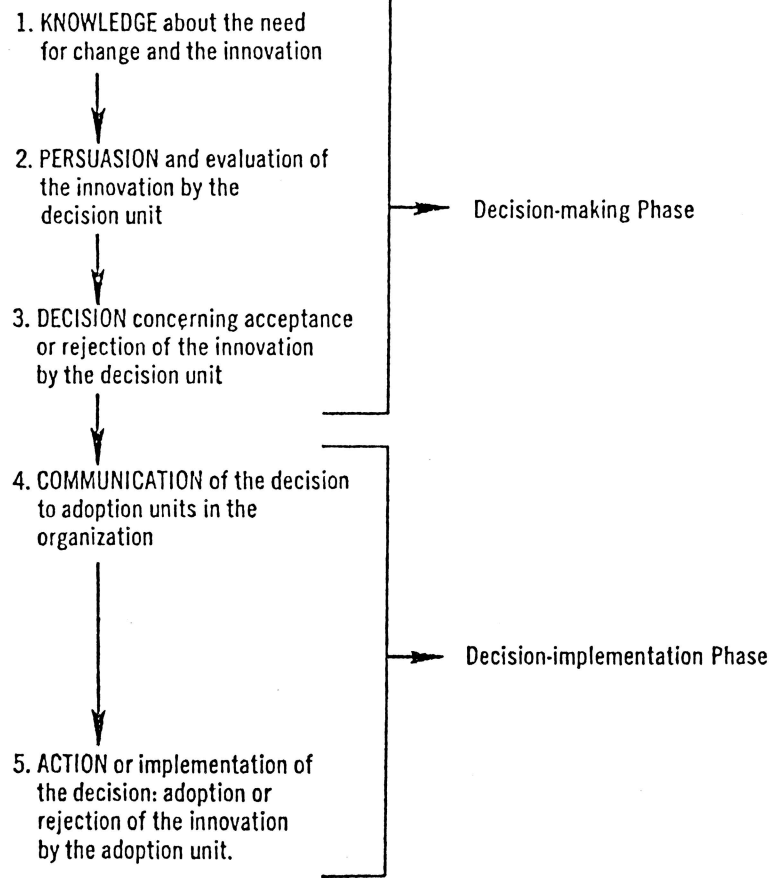 1. KNOWLEDGE about the need
for change and the innovation
2. PERSUASION and evaluation of
the innovation by the
decision unit
Decision-making Phase
3. DECISION concerning acceptance
or rejection of the innovation
by the decision unit
4. COMMUNICATION of the decision
to adoption units in the
organization
Decision-implementation Phase
5. ACTION or implementation of
the decision: adoption or
rejection of the innovation
by the adoption unit.